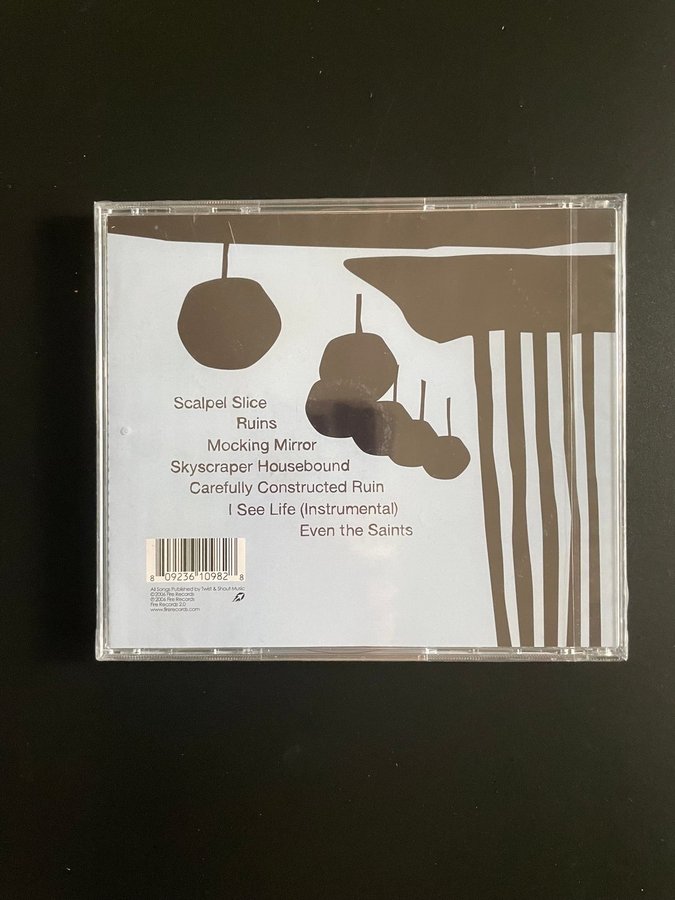 Scalpel Slice
Ruins
Mocking Mirror
Skyscraper Housebound
Carefully Constructed Ruin
I See Life (Instrumental)
Even the Saints
8 09236 10982 8
All Songs Published by Twist & Shout Music
©2006 Fire Records
℗2006 Fire Records
Fire Records 2.0
www.firerecords.com